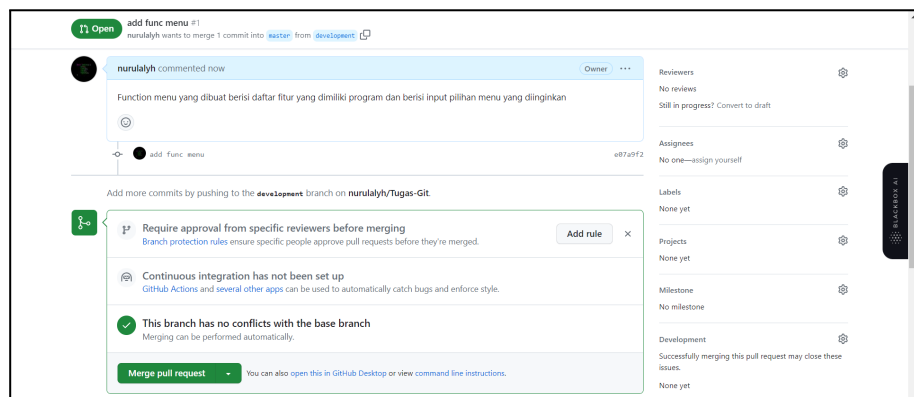 Open
add func menu #1
nurulalyh wants to merge 1 commit into master from development
nurulalyh commented now
Owner
Function menu yang dibuat berisi daftar fitur yang dimiliki program dan berisi input pilihan menu yang diinginkan
add func menu
e07a9f2
Add more commits by pushing to the development branch on nurulalyh/Tugas-Git.
Require approval from specific reviewers before merging
Branch protection rules ensure specific people approve pull requests before they're merged.
Add rule
Continuous integration has not been set up
GitHub Actions and several other apps can be used to automatically catch bugs and enforce style.
This branch has no conflicts with the base branch
Merging can be performed automatically.
Merge pull request
You can also open this in GitHub Desktop or view command line instructions.
Reviewers
No reviews
Still in progress? Convert to draft
Assignees
No one—assign yourself
Labels
None yet
Projects
None yet
Milestone
No milestone
Development
Successfully merging this pull request may close these
issues.
None yet
BLACKBOX AI